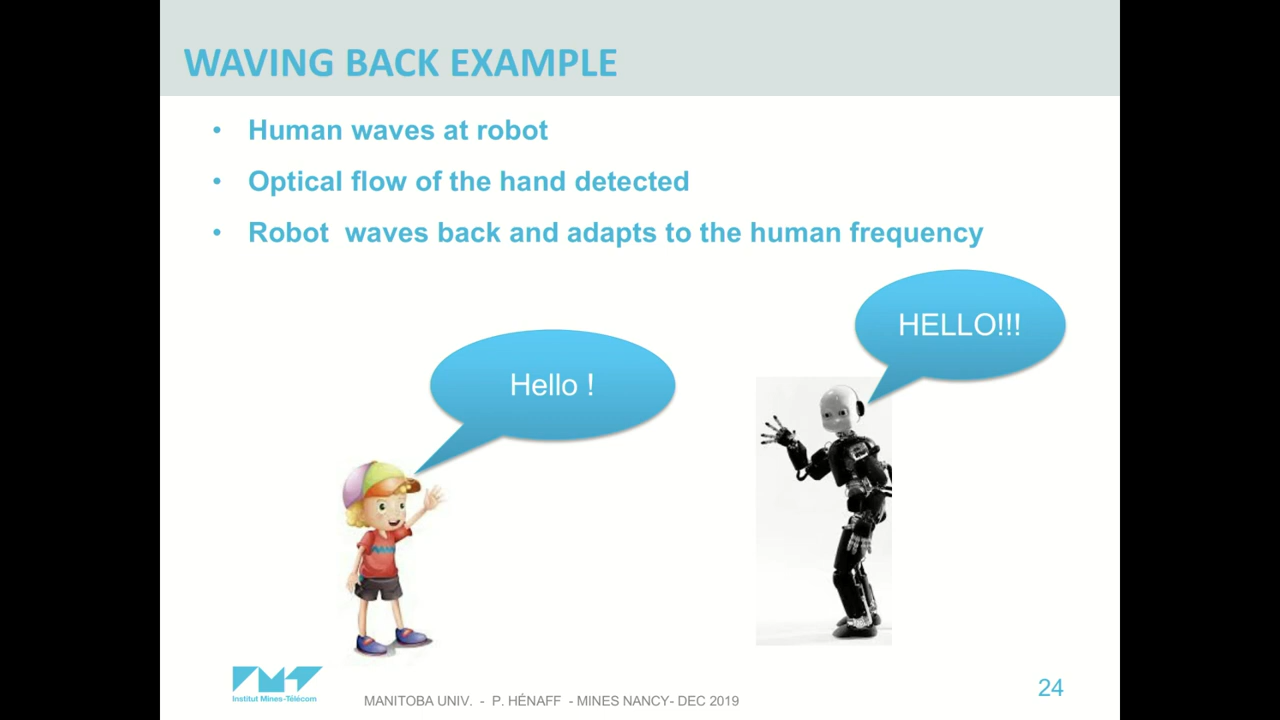 WAVING BACK EXAMPLE
• Human waves at robot
• Optical flow of the hand detected
• Robot waves back and adapts to the human frequency
HELLO!!!
Hello !
Institut Mines-Télécom
MANITOBA UNIV. - P. HÉNAFF - MINES NANCY- DEC 2019
24